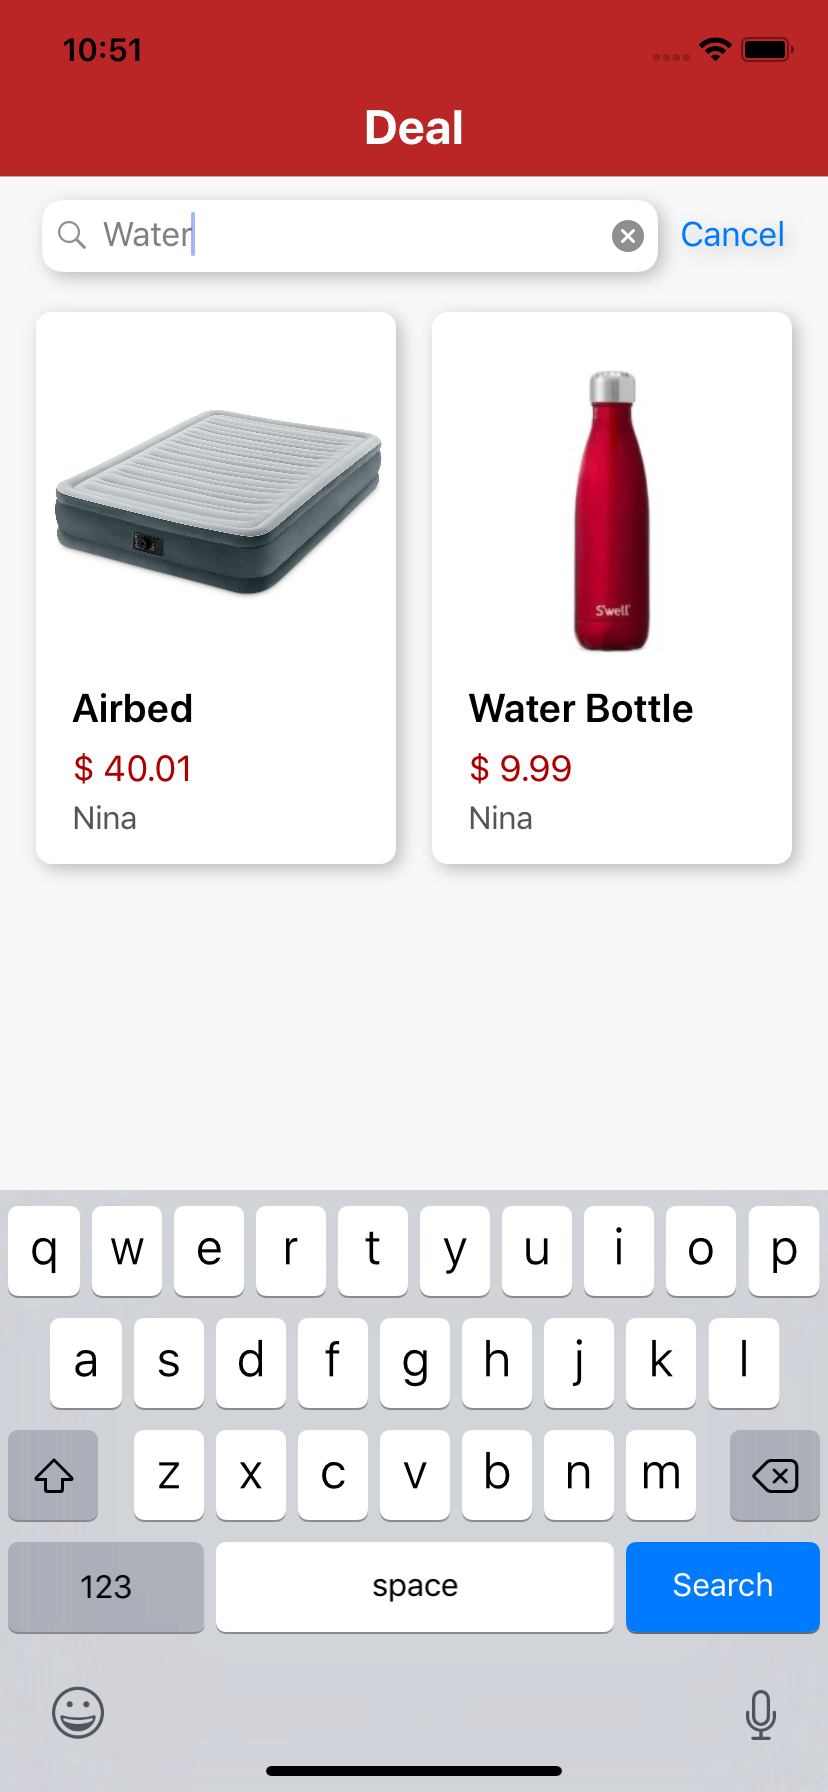 10:51
Deal
Water
Cancel
S'well
Airbed
Water Bottle
$ 40.01
$ 9.99
Nina
Nina
q w e r t y u i o p
a s d f g h j k l
z x c v b n m
123 space Search